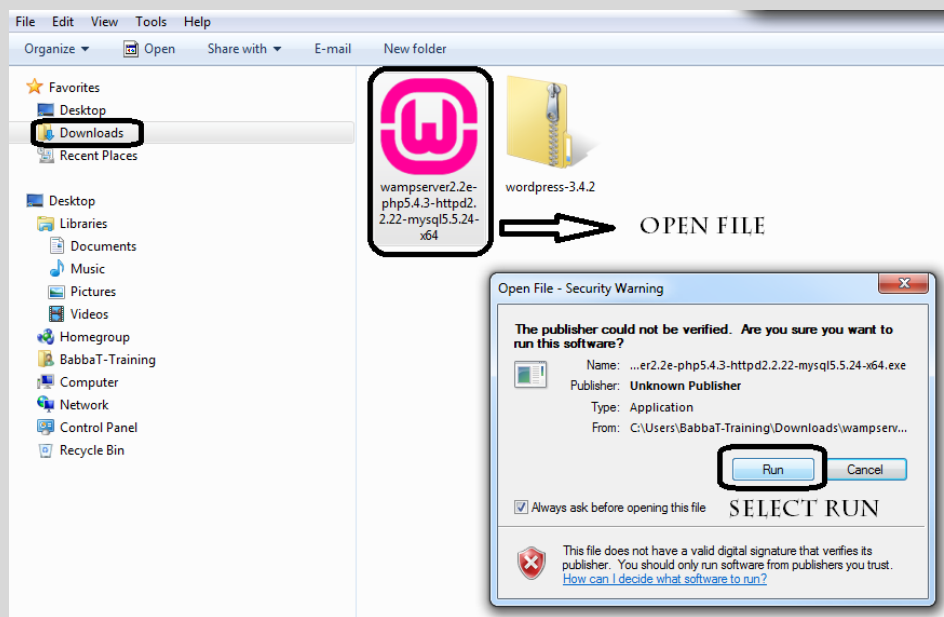 File Edit View Tools Help
Organize Open Share with E-mail New folder
Favorites
Desktop
Downloads
Recent Places
Desktop
Libraries
Documents
Music
Pictures
Videos
Homegroup
BabbaT-Training
Computer
Network
Control Panel
Recycle Bin
wampserver2.2e-
php5.4.3-httpd2.
2.22-mysql5.5.24-
x64
wordpress-3.4.2
OPEN FILE
Open File - Security Warning
The publisher could not be verified. Are you sure you want to
run this software?
Name: ...er2.2e-php5.4.3-httpd2.2.22-mysql5.5.24-x64.exe
Publisher: Unknown Publisher
Type: Application
From: C:\Users\BabbaT-Training\Downloads\wampserv...
Run Cancel
Always ask before opening this file
SELECT RUN
This file does not have a valid digital signature that verifies its
publisher. You should only run software from publishers you trust.
How can I decide what software to run?